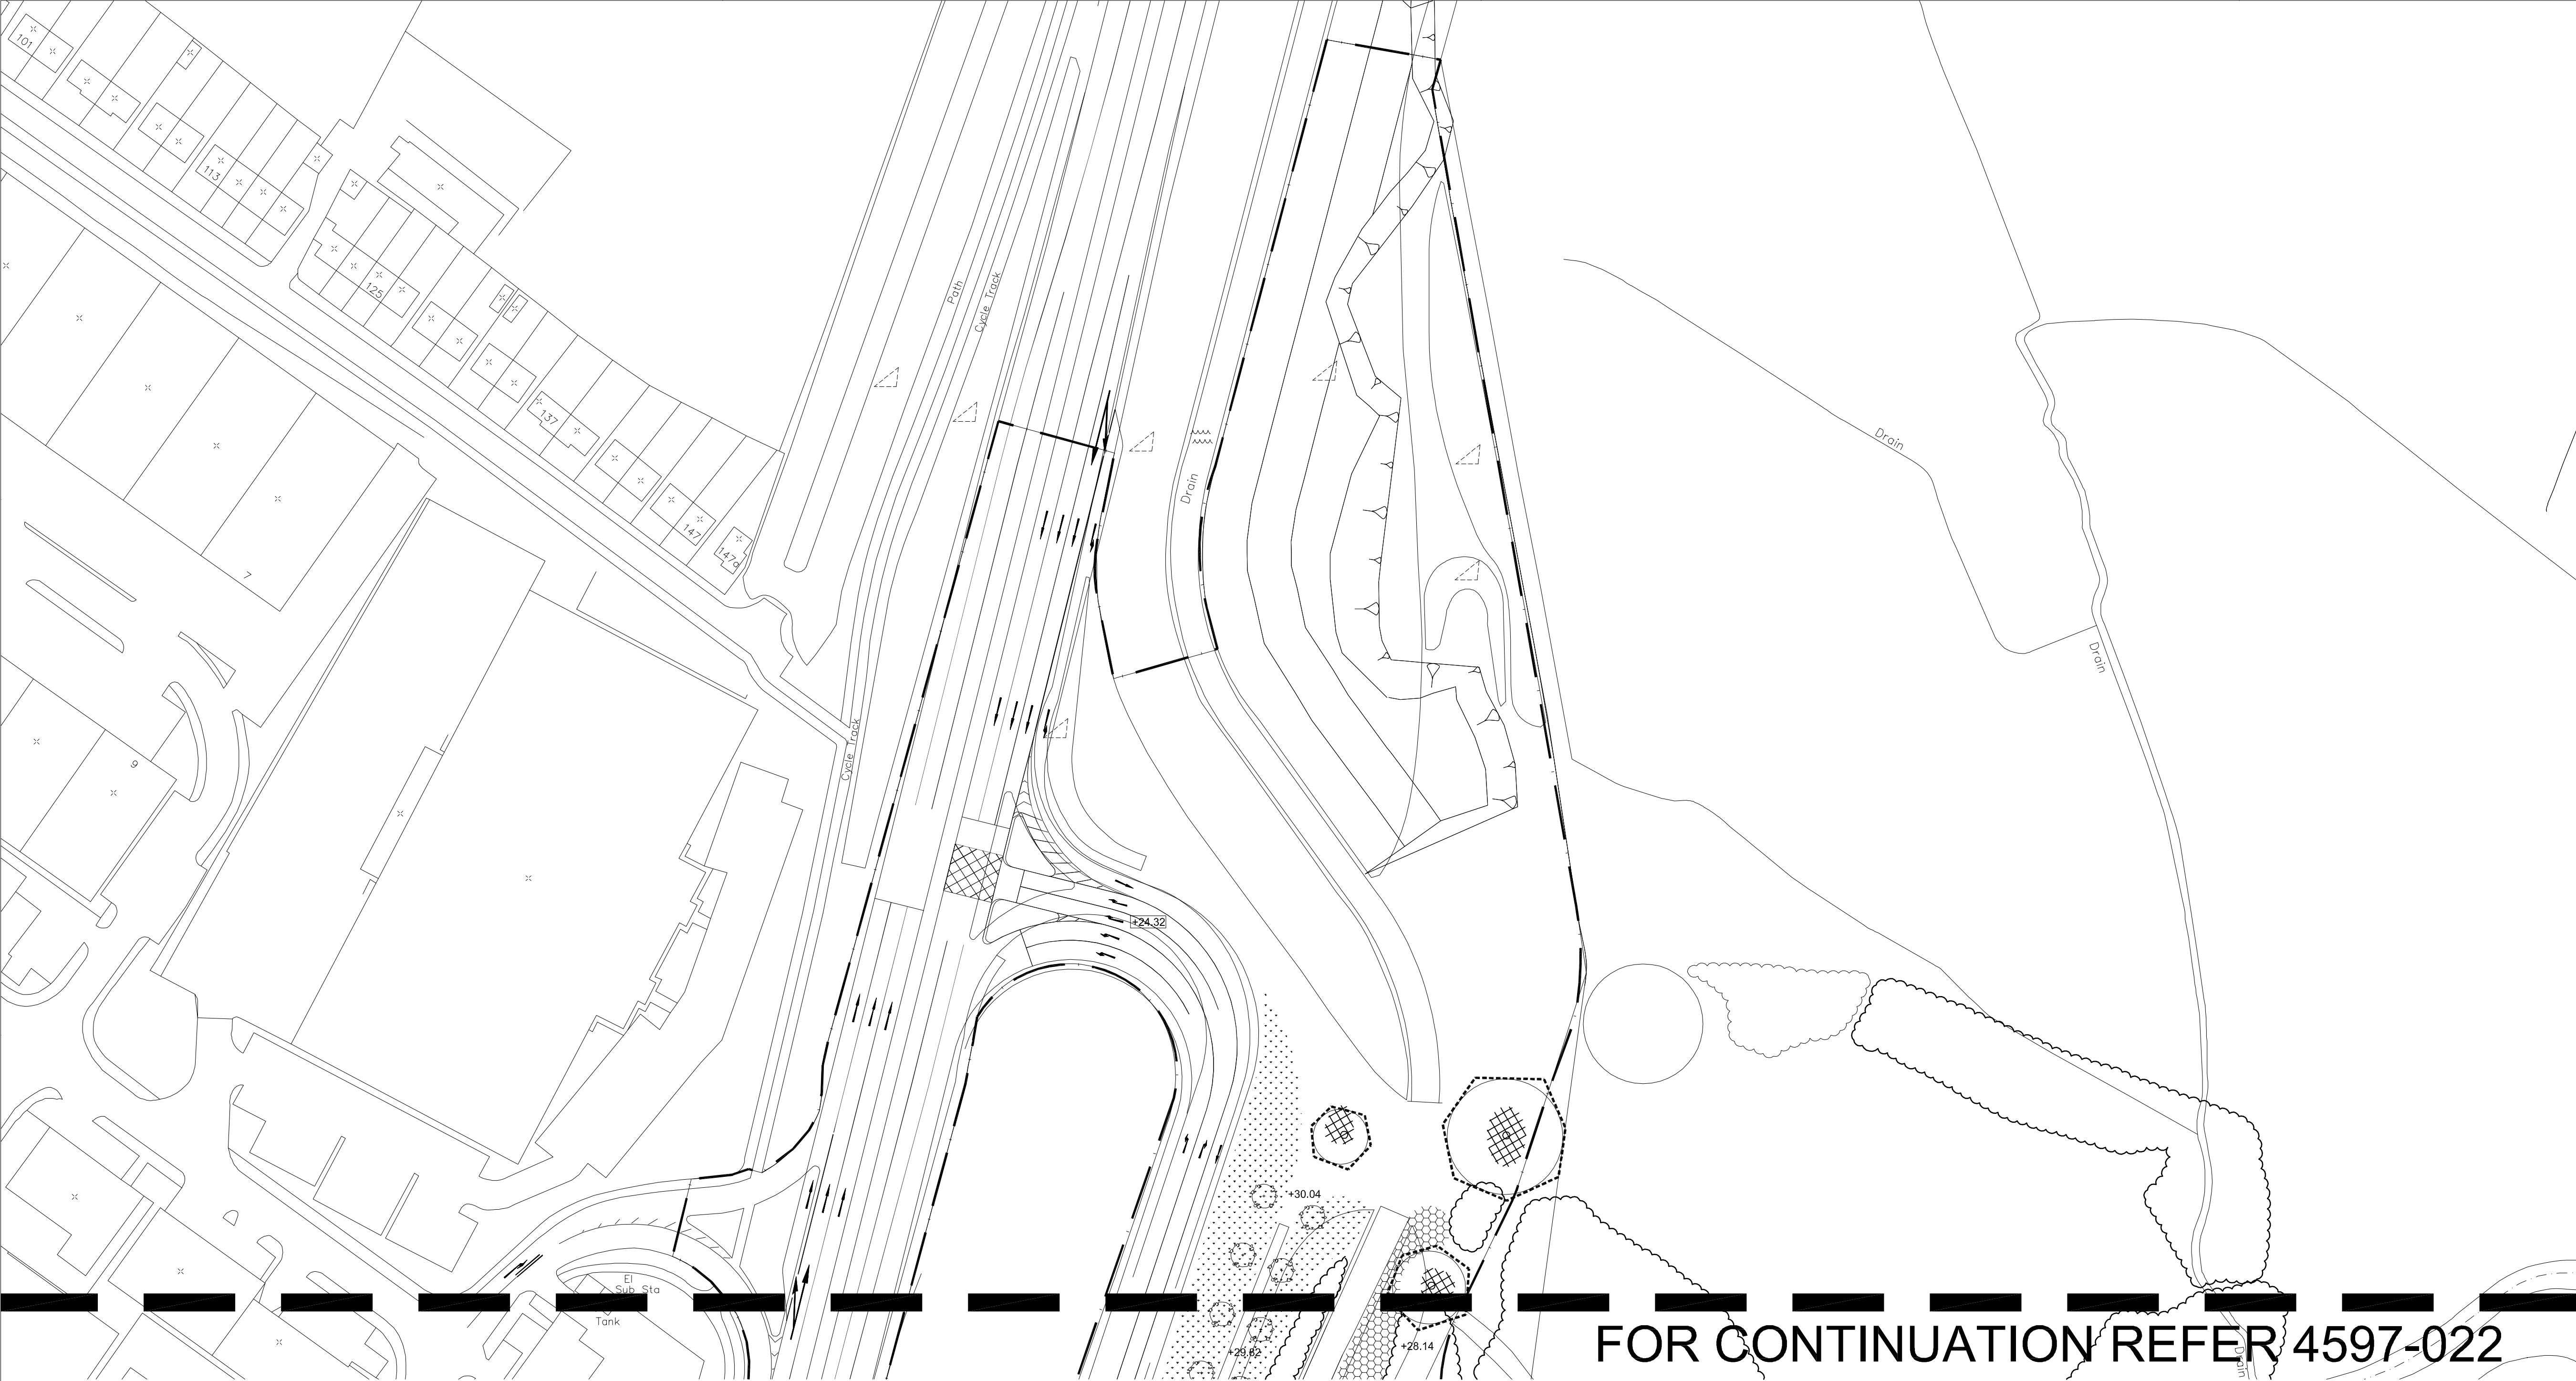 101
113
125
137
147
147a
7
9
Path
Cycle Track
Cycle Track
Drain
Drain
Drain
+24.32
+30.04
El
Sub Sta
Tank
+29.82
+28.14
FOR CONTINUATION REFER 4597-022
Drain